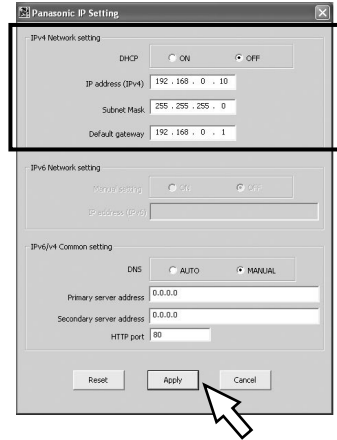 Panasonic IP Setting
IPv4 Network setting
DHCP ON OFF
IP address (IPv4) 192 . 168 . 0 . 10
Subnet Mask 255 . 255 . 255 . 0
Default gateway 192 . 168 . 0 . 1
IPv6 Network setting
Manual setting ON OFF
IP address (IPv6)
IPv6/v4 Common setting
DNS AUTO MANUAL
Primary server address 0.0.0.0
Secondary server address 0.0.0.0
HTTP port 80
Reset Apply Cancel